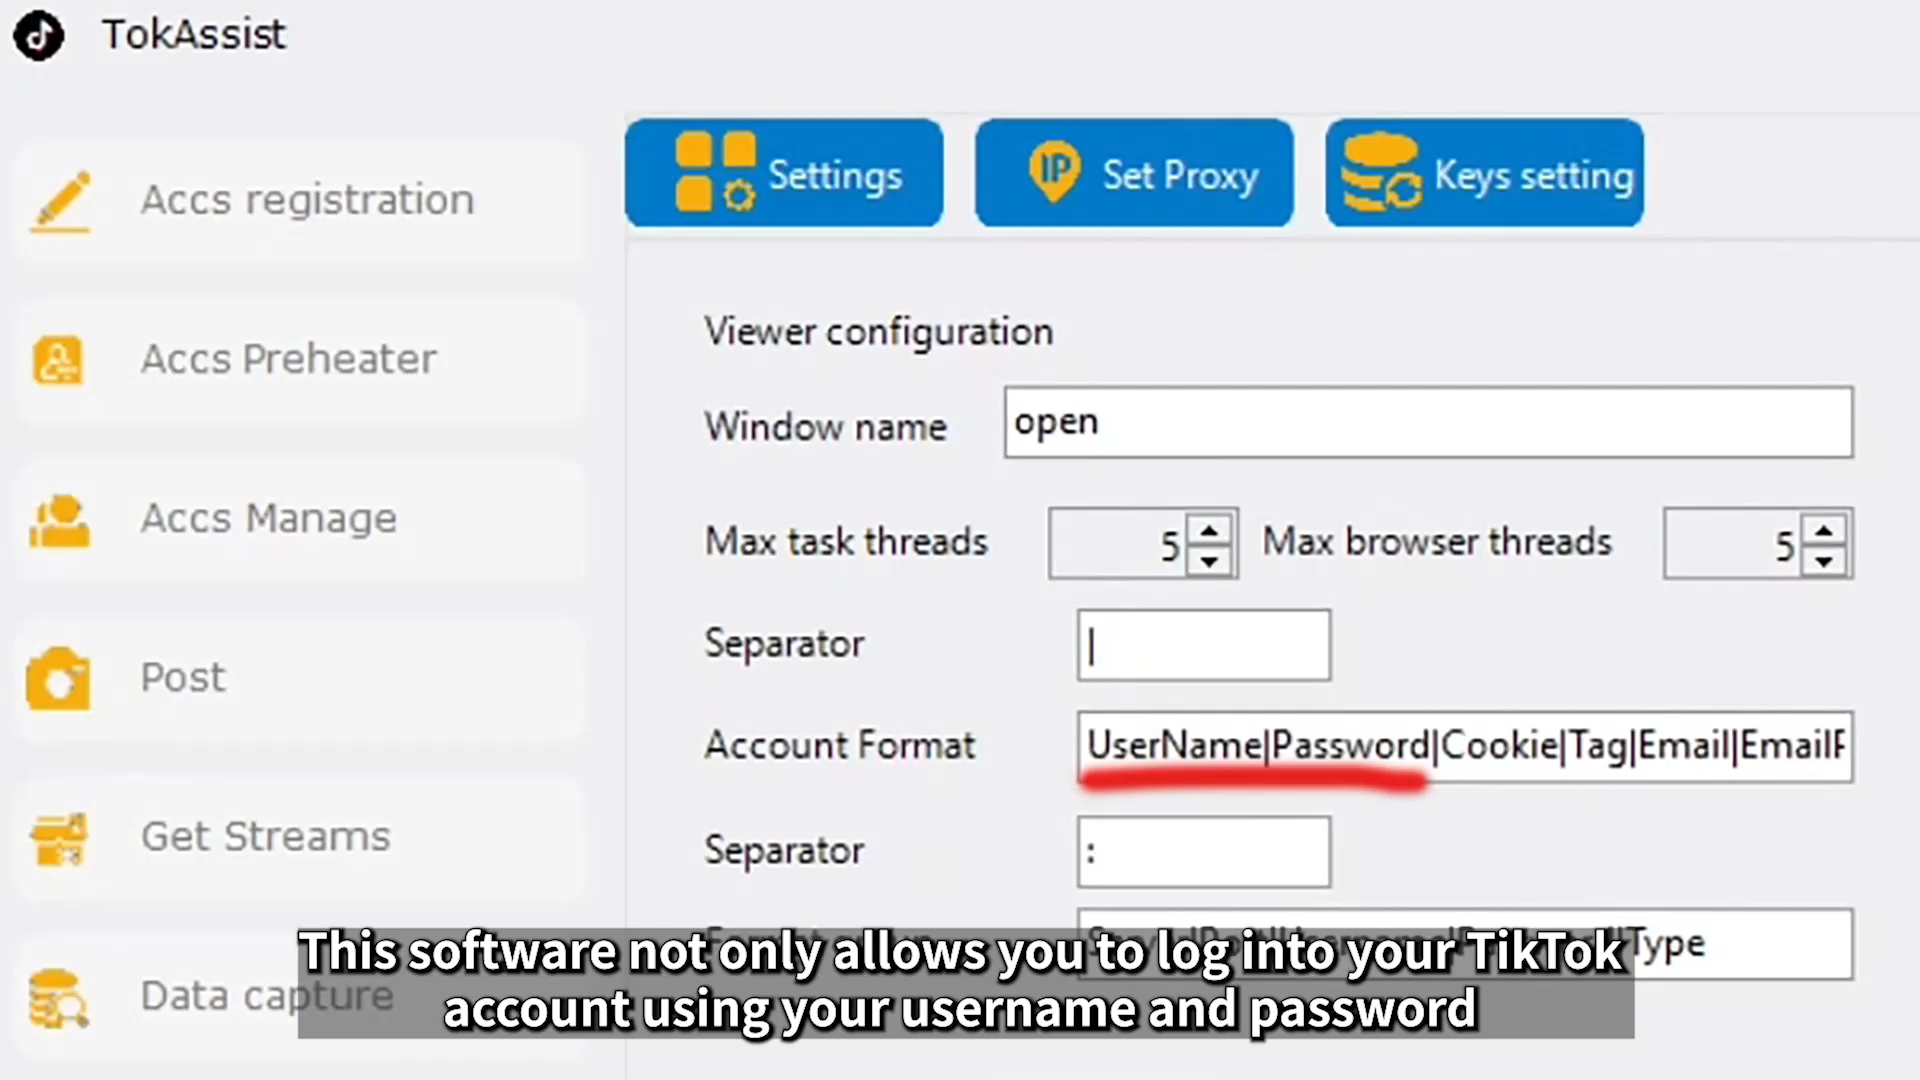 TokAssist
Settings
Set Proxy
Keys setting
Accs registration
Accs Preheater
Accs Manage
Post
Get Streams
Data capture
Viewer configuration
Window name open
Max task threads 5 Max browser threads 5
Separator |
Account Format UserName|Password|Cookie|Tag|Email|EmailP
Separator :
Type
This software not only allows you to log into your TikTok
account using your username and password